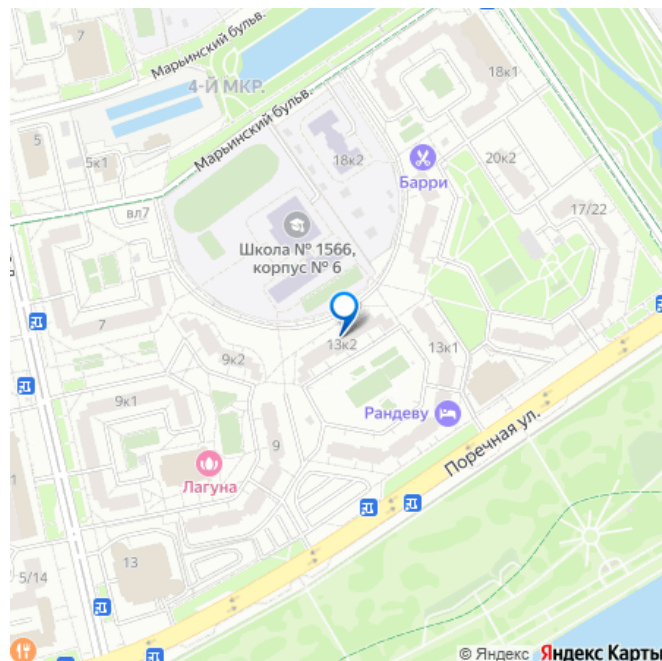 Марьинский бульв.
7
18к1
4-Й МКР.
Марьинский бульв.
5
5к1
18к2
20к2
Барри
17/22
вл7
Школа № 1566,
корпус № 6
7
13к2
13к1
9к2
9к1
Рандеву
9
Поречная ул.
Лагуна
13
5/14
© Яндекс Яндекс Карты